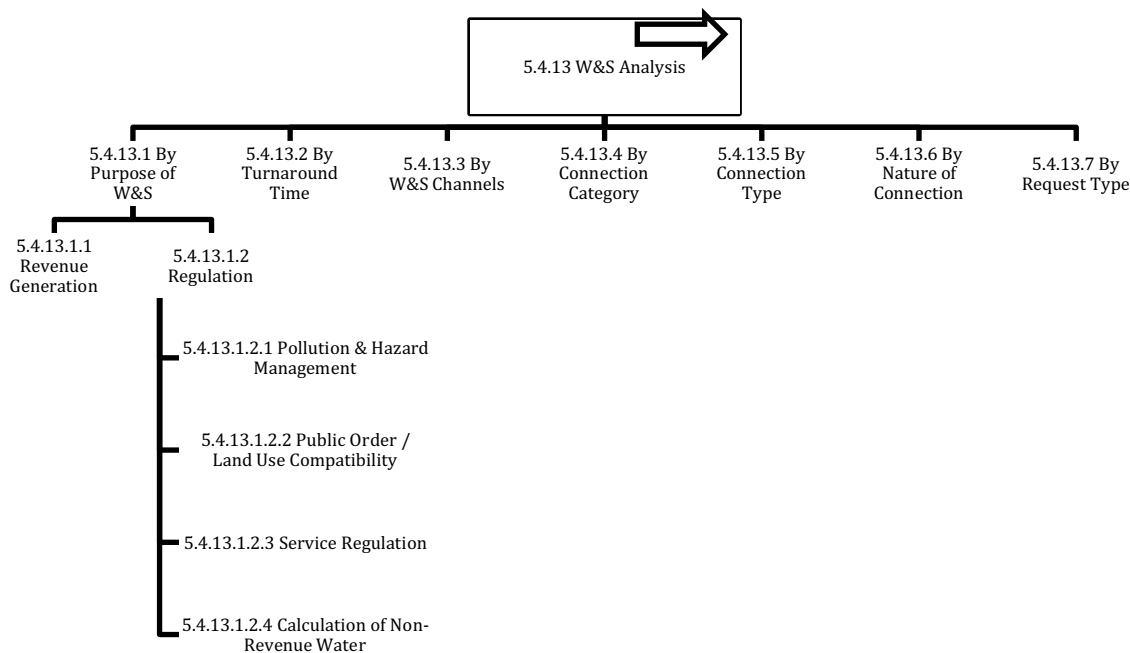 5.4.13 W&S Analysis
5.4.13.1 By
Purpose of
W&S
5.4.13.2 By
Turnaround
Time
5.4.13.3 By
W&S Channels
5.4.13.4 By
Connection
Category
5.4.13.5 By
Connection
Type
5.4.13.6 By
Nature of
Connection
5.4.13.7 By
Request Type
5.4.13.1.1
Revenue
Generation
5.4.13.1.2
Regulation
5.4.13.1.2.1 Pollution & Hazard
Management
5.4.13.1.2.2 Public Order /
Land Use Compatibility
5.4.13.1.2.3 Service Regulation
5.4.13.1.2.4 Calculation of Non-
Revenue Water